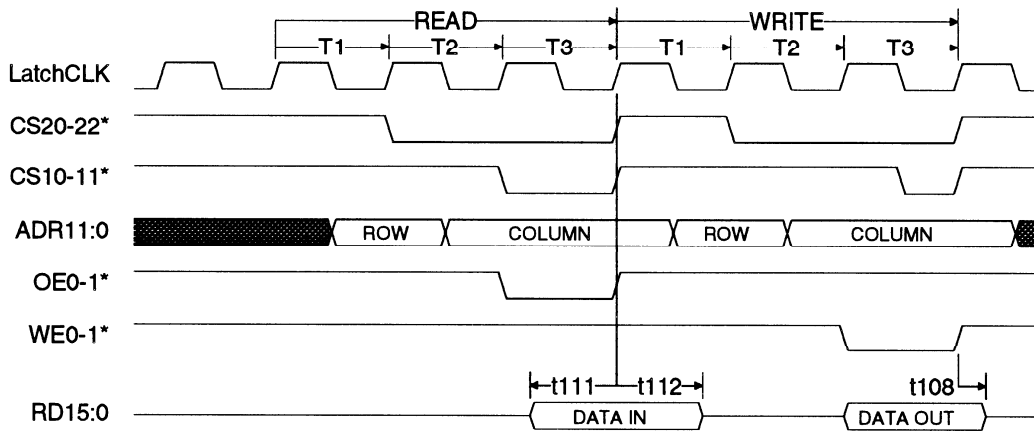 READ WRITE
T1 T2 T3 T1 T2 T3
LatchCLK
CS20-22*
CS10-11*
ADR11:0 ROW COLUMN ROW COLUMN
OE0-1*
WE0-1*
t111 t112 t108
RD15:0 DATA IN DATA OUT